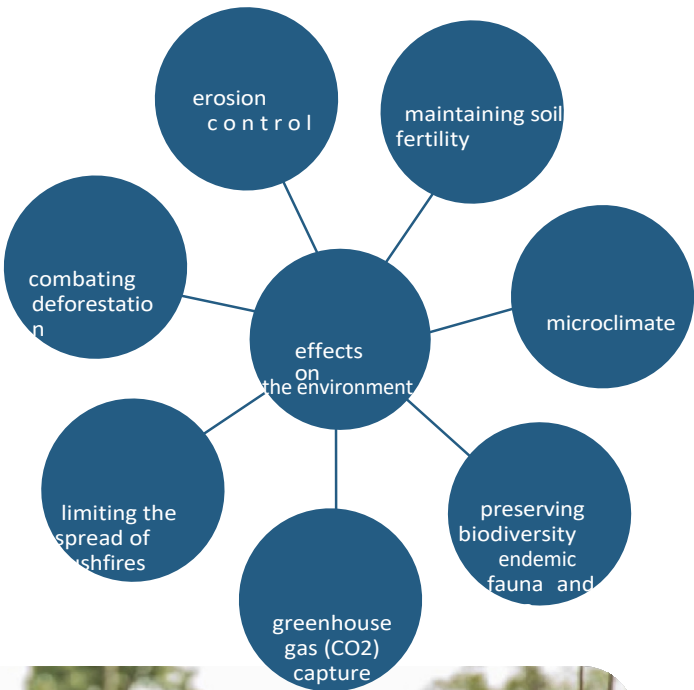 erosion
c o n t r o l
maintaining soil
fertility
microclimate
preserving
biodiversity
endemic
fauna and
greenhouse
gas (CO2)
capture
limiting the
spread of
ushfires
combating
deforestatio
n
effects
on
the environment